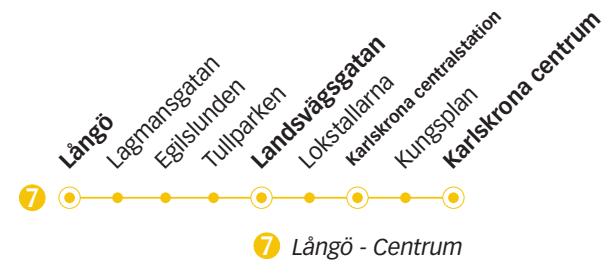 Långö
Lagmansgatan
Egilslunden
Tullparken
Landsvägsgatan
Lokstallarna
Karlskrona centralstation
Kungsplan
Karlskrona centrum
7
7 Långö - Centrum